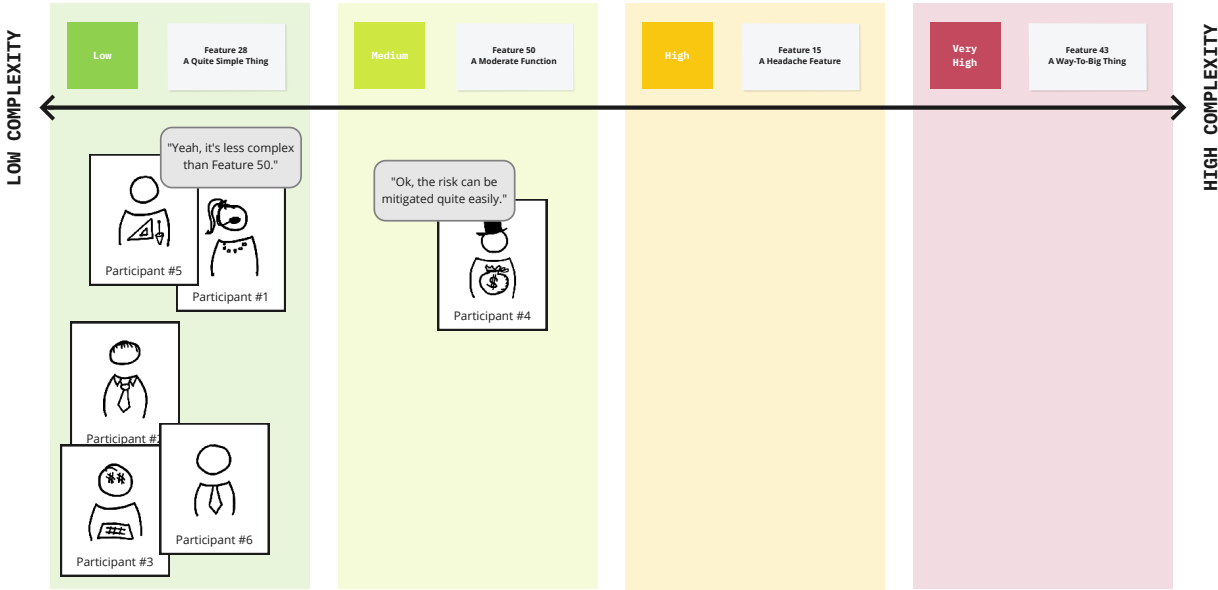 LOW COMPLEXITY
Low
Feature 28
A Quite Simple Thing
Medium
Feature 50
A Moderate Function
High
Feature 15
A Headache Feature
Very
High
Feature 43
A Way-To-Big Thing
HIGH COMPLEXITY
"Yeah, it's less complex
than Feature 50."
Participant #5
Participant #1
"Ok, the risk can be
mitigated quite easily."
$
Participant #4
Participant #2
Participant #3
Participant #6